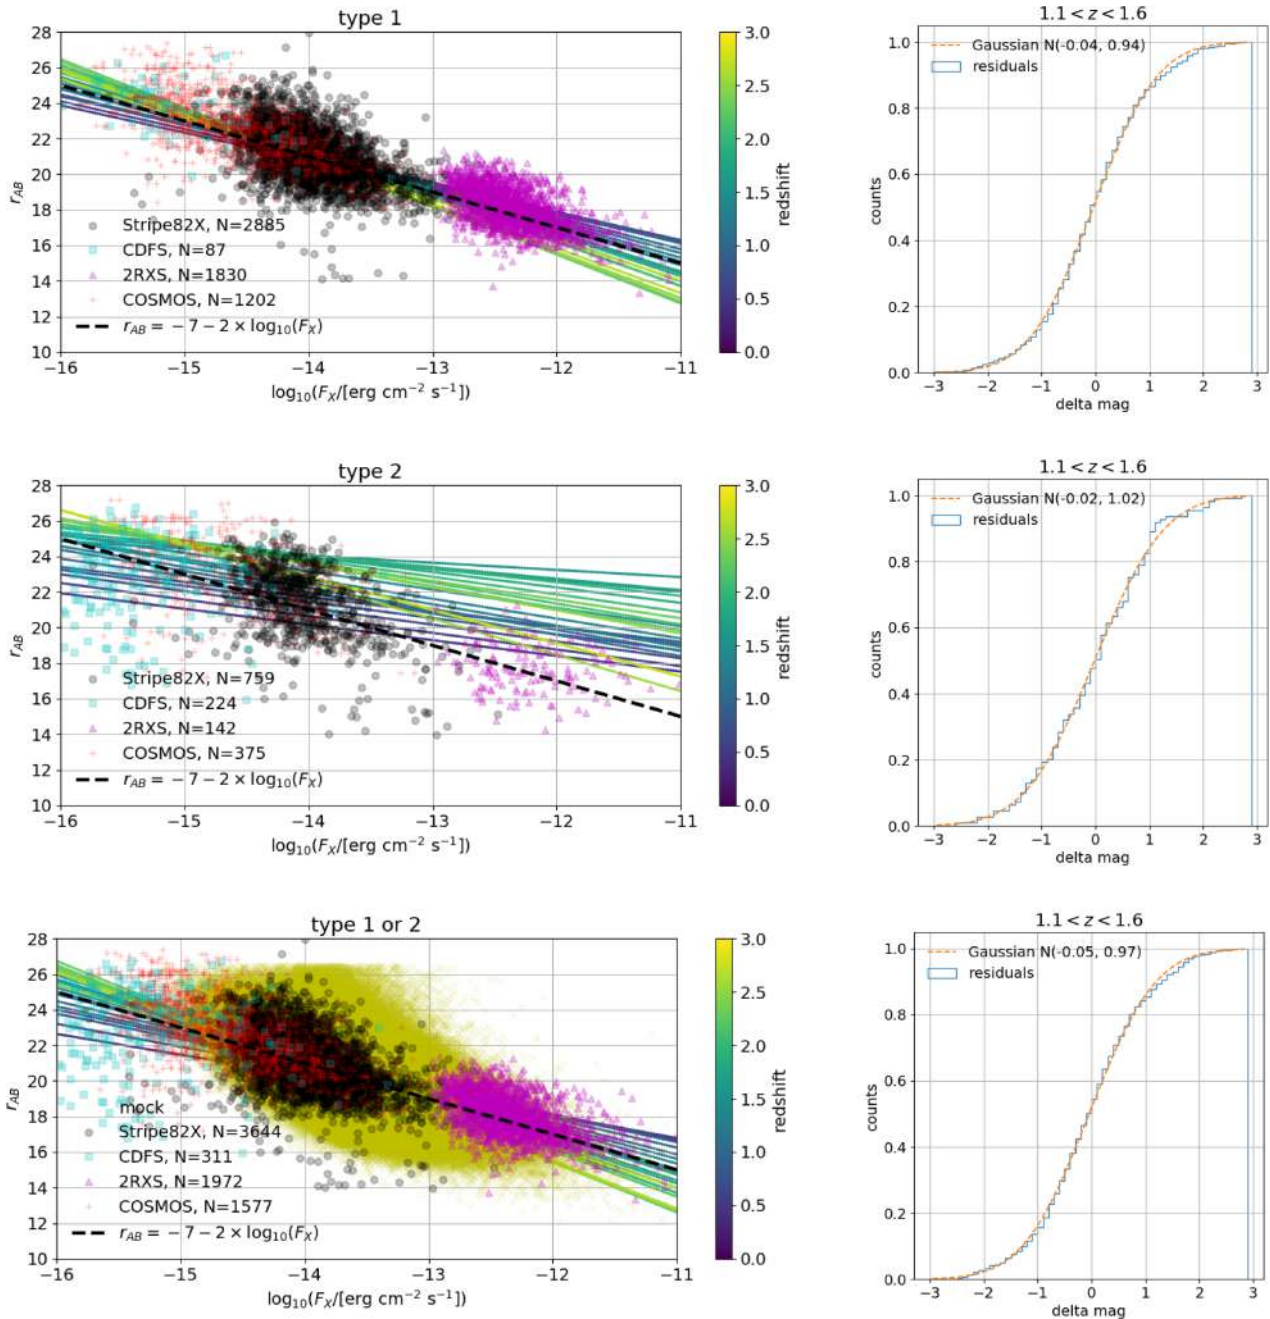 type 1
28
26
24
22
20
18
16
14
12
10
r_AB
Stripe82X, N=2885
CDFS, N=87
2RXS, N=1830
COSMOS, N=1202
r_AB = −7 − 2 × log₁₀(F_X)
−16 −15 −14 −13 −12 −11
log₁₀(F_X/[erg cm⁻² s⁻¹])
3.0
2.5
2.0
1.5
1.0
0.5
0.0
redshift
1.1 < z < 1.6
Gaussian N(-0.04, 0.94)
residuals
1.0
0.8
0.6
0.4
0.2
0.0
counts
−3 −2 −1 0 1 2 3
delta mag
type 2
28
26
24
22
20
18
16
14
12
10
r_AB
Stripe82X, N=759
CDFS, N=224
2RXS, N=142
COSMOS, N=375
r_AB = −7 − 2 × log₁₀(F_X)
−16 −15 −14 −13 −12 −11
log₁₀(F_X/[erg cm⁻² s⁻¹])
3.0
2.5
2.0
1.5
1.0
0.5
0.0
redshift
1.1 < z < 1.6
Gaussian N(-0.02, 1.02)
residuals
1.0
0.8
0.6
0.4
0.2
0.0
counts
−3 −2 −1 0 1 2 3
delta mag
type 1 or 2
28
26
24
22
20
18
16
14
12
10
r_AB
mock
Stripe82X, N=3644
CDFS, N=311
2RXS, N=1972
COSMOS, N=1577
r_AB = −7 − 2 × log₁₀(F_X)
−16 −15 −14 −13 −12 −11
log₁₀(F_X/[erg cm⁻² s⁻¹])
3.0
2.5
2.0
1.5
1.0
0.5
0.0
redshift
1.1 < z < 1.6
Gaussian N(-0.05, 0.97)
residuals
1.0
0.8
0.6
0.4
0.2
0.0
counts
−3 −2 −1 0 1 2 3
delta mag